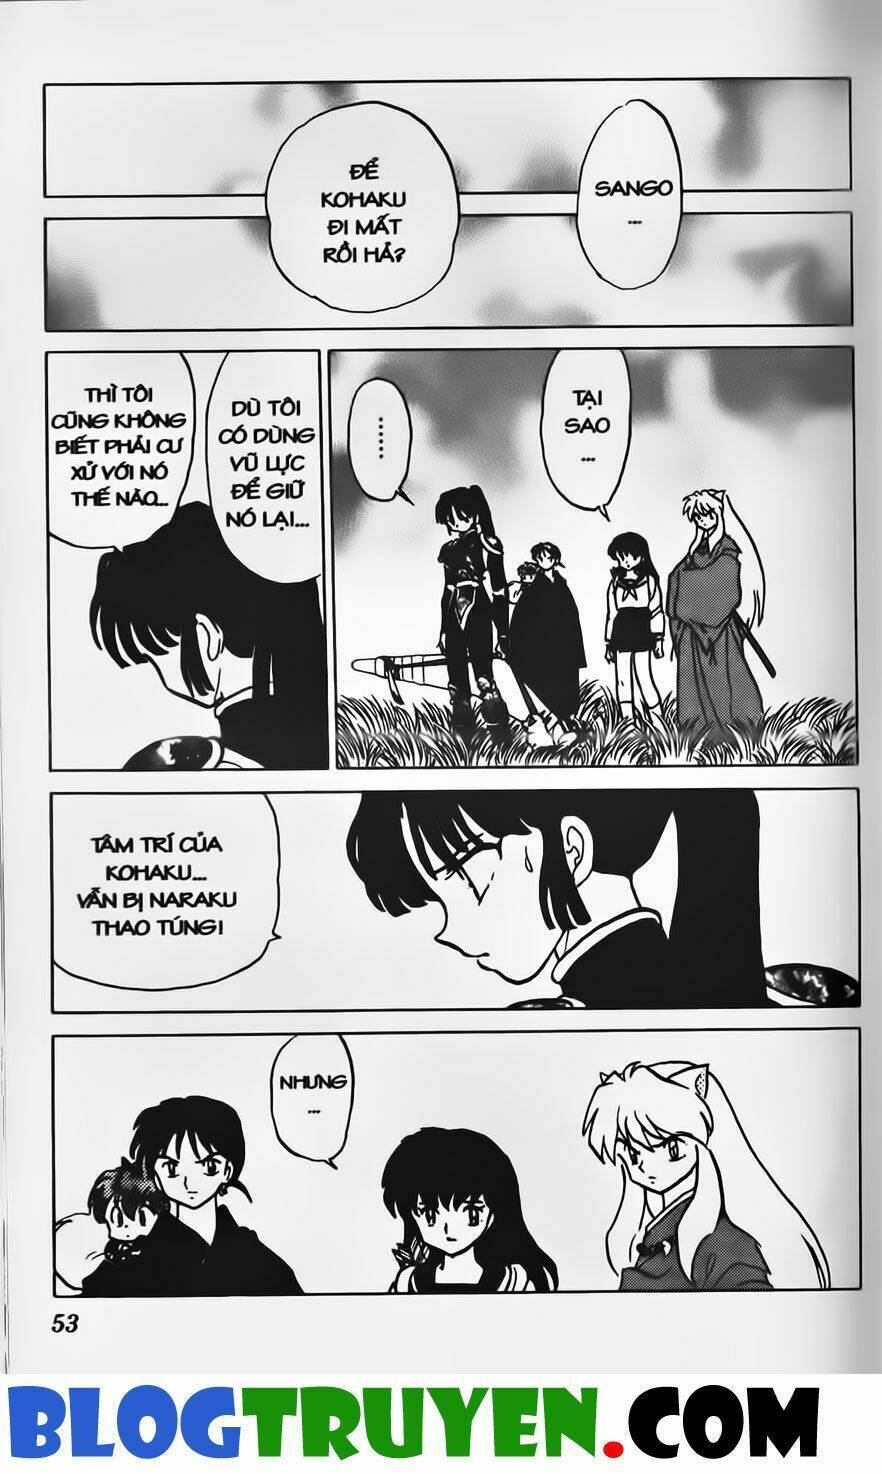 SANGO
...
ĐỂ
KOHAKU
ĐI MẤT
RỒI HẢ?
TẠI
SAO
...
......
DÙ TÔI
CÓ DÙNG
VŨ LỰC
ĐỂ GIỮ
NÓ LẠI...
THÌ TÔI
CŨNG KHÔNG
BIẾT PHẢI CƯ
XỬ VỚI NÓ
THẾ NÀO...
TÂM TRÍ CỦA
KOHAKU...
VẪN BỊ NARAKU
THAO TÚNG!
NHƯNG
...
53
BLOGTRUYEN.COM